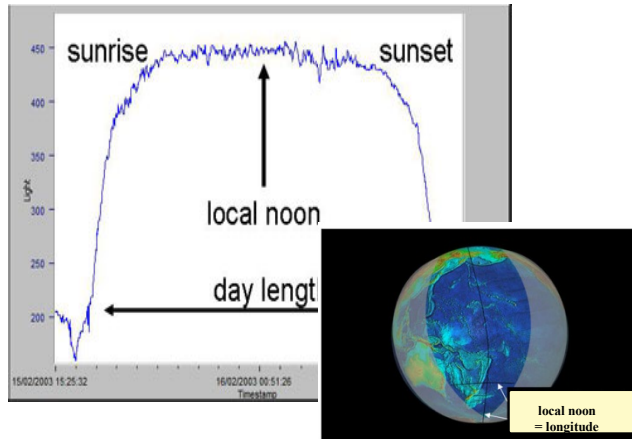 sunrise
sunset
450
400
350
300
250
200
Light
local noon
day length
15/02/2003 15:25:32
16/02/2003 00:51:26
Timestamp
local noon
= longitude